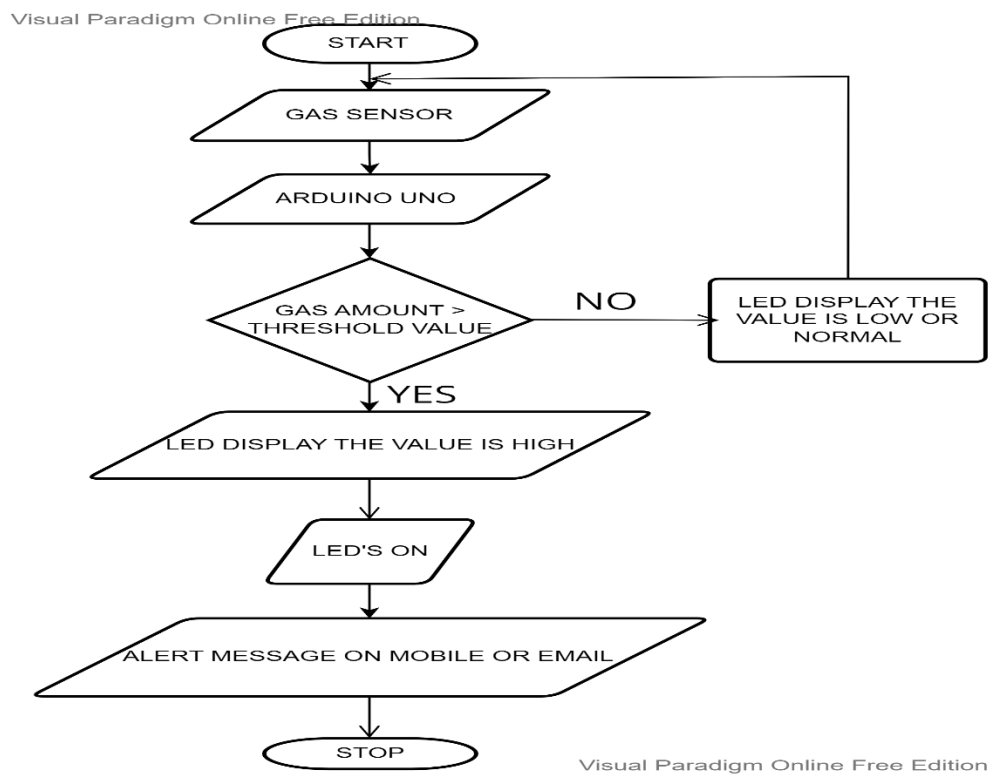 Visual Paradigm Online Free Edition
START
GAS SENSOR
ARDUINO UNO
GAS AMOUNT >
THRESHOLD VALUE
NO
LED DISPLAY THE
VALUE IS LOW OR
NORMAL
YES
LED DISPLAY THE VALUE IS HIGH
LED'S ON
ALERT MESSAGE ON MOBILE OR EMAIL
STOP
Visual Paradigm Online Free Edition